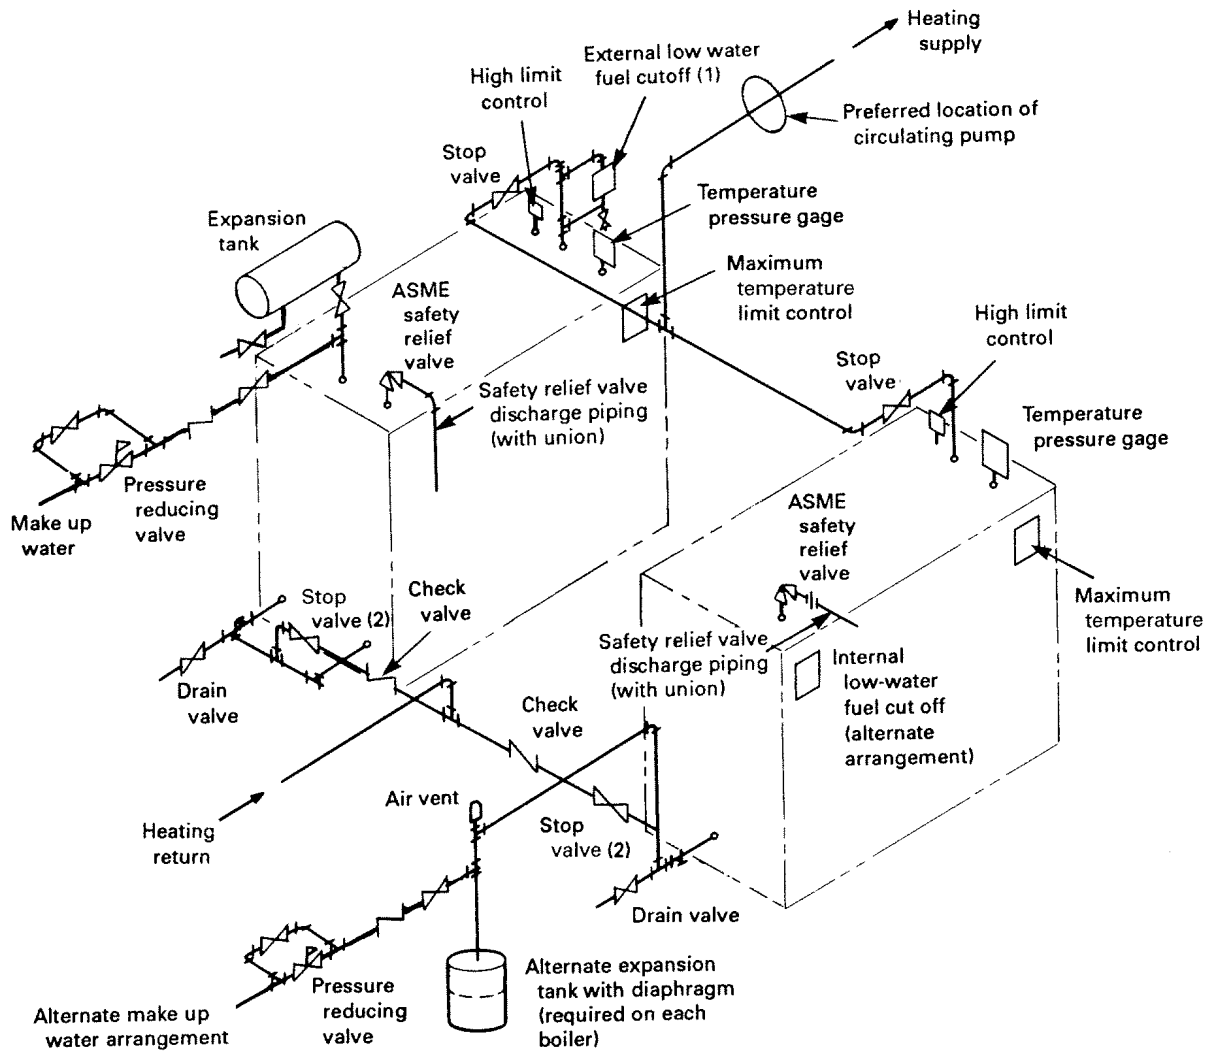 Heating
supply
External low water
fuel cutoff (1)
High limit
control
Preferred location of
circulating pump
Stop
valve
Temperature
pressure gage
Expansion
tank
Maximum
temperature
limit control
ASME
safety
relief
valve
High limit
control
Stop
valve
Safety relief valve
discharge piping
(with union)
Temperature
pressure gage
Pressure
reducing
valve
Make up
water
ASME
safety
relief
valve
Stop
valve (2)
Check
valve
Maximum
temperature
limit control
Safety relief valve
discharge piping
(with union)
Internal
low-water
fuel cut off
(alternate
arrangement)
Drain
valve
Check
valve
Air vent
Heating
return
Stop
valve (2)
Drain valve
Alternate expansion
tank with diaphragm
(required on each
boiler)
Pressure
reducing
valve
Alternate make up
water arrangement